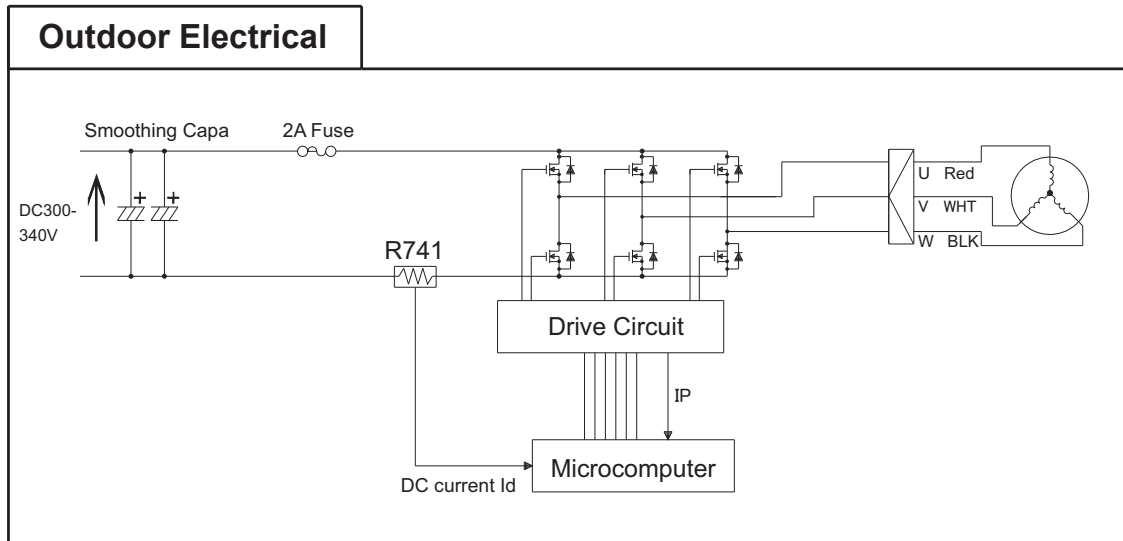 Outdoor Electrical
Smoothing Capa
2A Fuse
+
+
DC300-
340V
R741
U Red
V WHT
W BLK
Drive Circuit
IP
Microcomputer
DC current Id